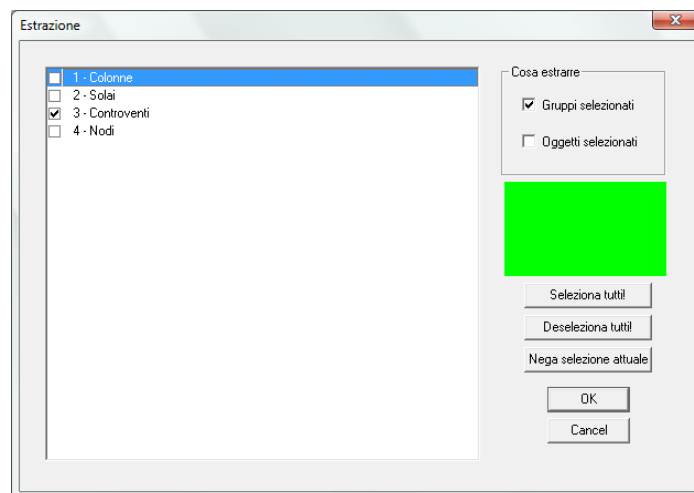 Estrazione
1 - Colonne
2 - Solai
3 - Controventi
4 - Nodi
Cosa estrarre
Gruppi selezionati
Oggetti selezionati
Seleziona tutti!
Deseleziona tutti!
Nega selezione attuale
OK
Cancel